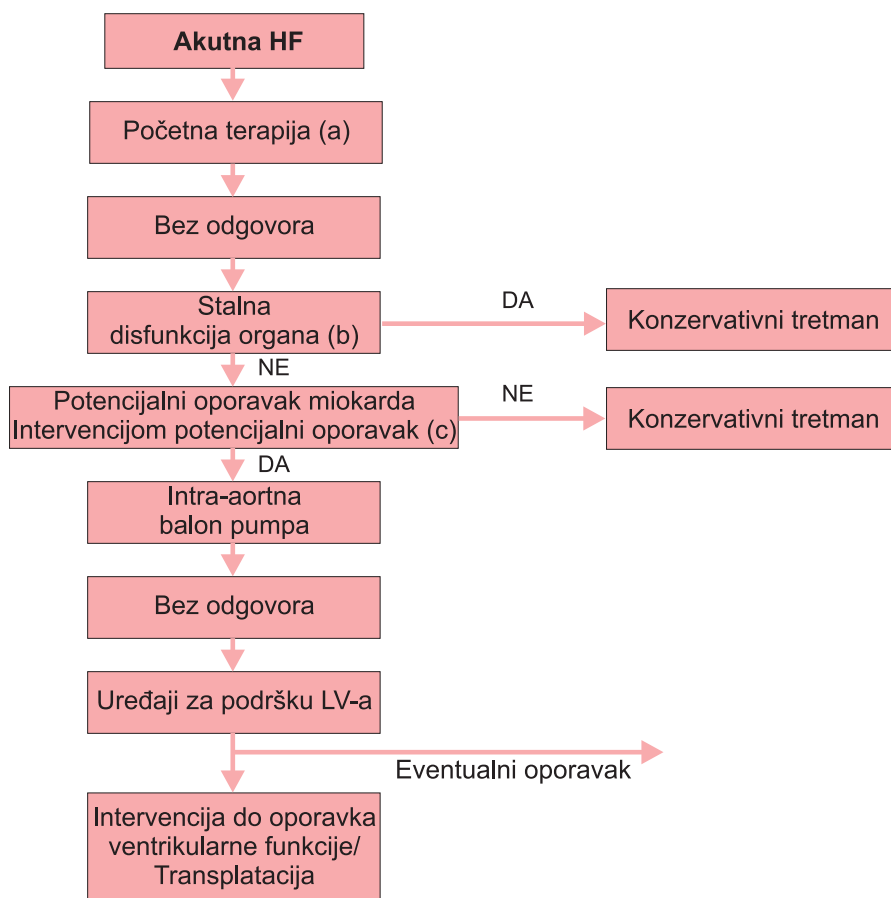 Akutna HF
Početna terapija (a)
Bez odgovora
Stalna
disfunkcija organa (b)
DA
Konzervativni tretman
NE
Potencijalni oporavak miokarda
Intervencijom potencijalni oporavak (c)
NE
Konzervativni tretman
DA
Intra-aortna
balon pumpa
Bez odgovora
Uređaji za podršku LV-a
Eventualni oporavak
Intervencija do oporavka
ventrikularne funkcije/
Transplatacija